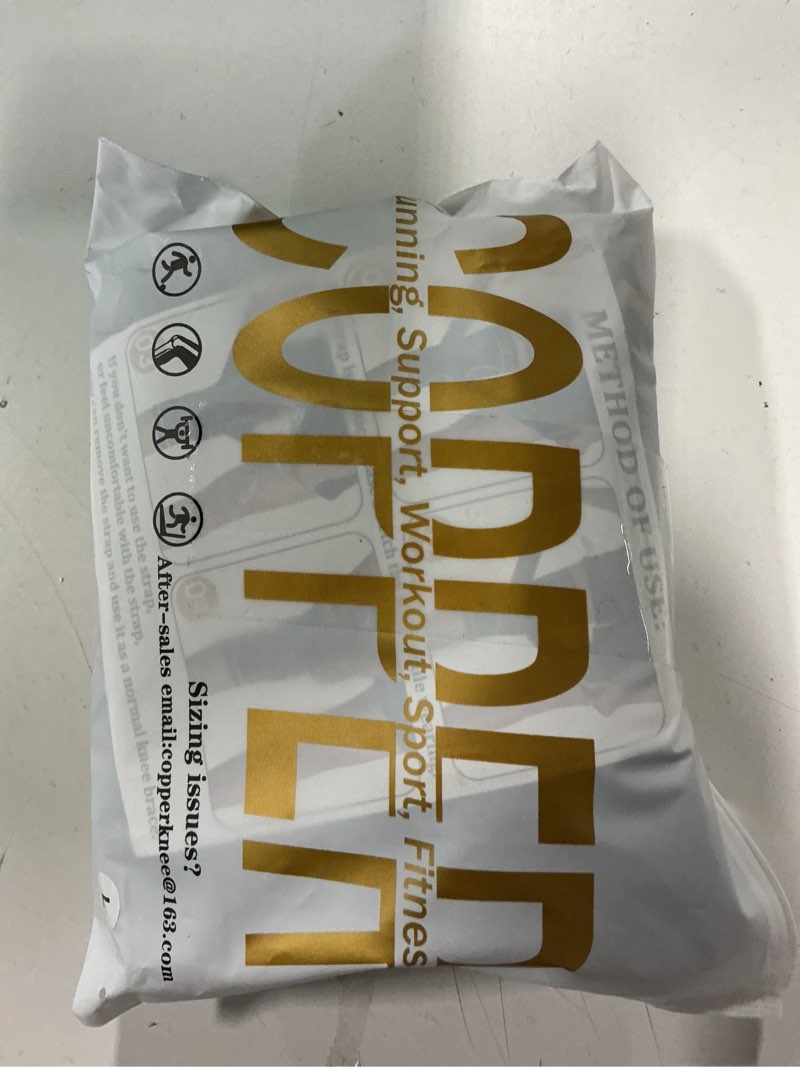 COPPER
unning, Support, Workout, Sport, Fitnes
METHOD OF USE:
Sizing issues?
After-sales email:copperknee@163.com
If you don't want to use the strap,
or feel uncomfortable with the strap,
can remove the strap and use it as a normal knee brace
L